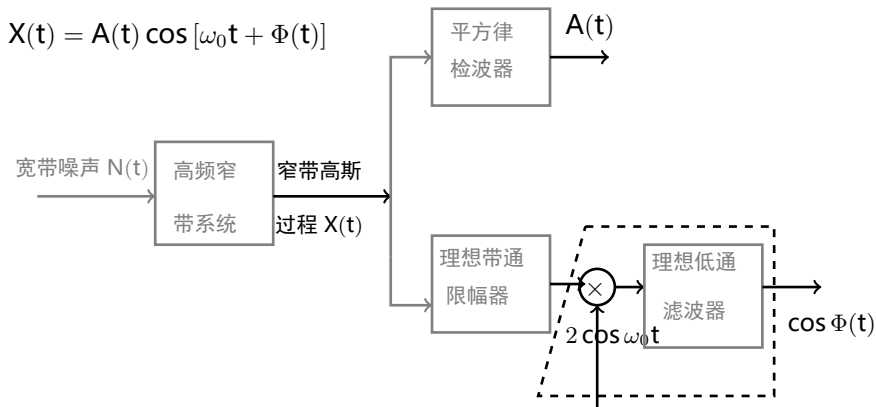 X(t) = A(t) cos [ω₀t + Φ(t)]
平方律
检波器
A(t)
宽带噪声 N(t)
高频窄
带系统
窄带高斯
过程 X(t)
理想带通
限幅器
×
2 cos ω₀t
理想低通
滤波器
cos Φ(t)